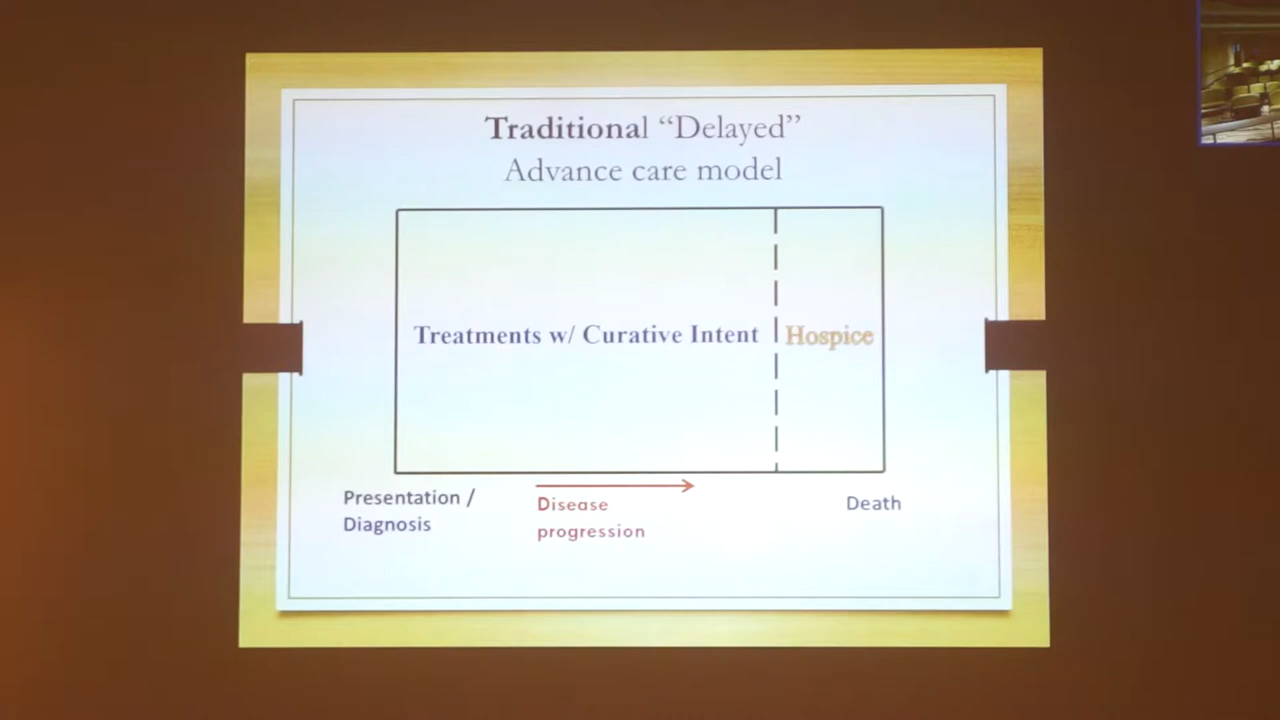 Traditional “Delayed”
Advance care model
Treatments w/ Curative Intent
Hospice
Presentation /
Diagnosis
Disease
progression
Death